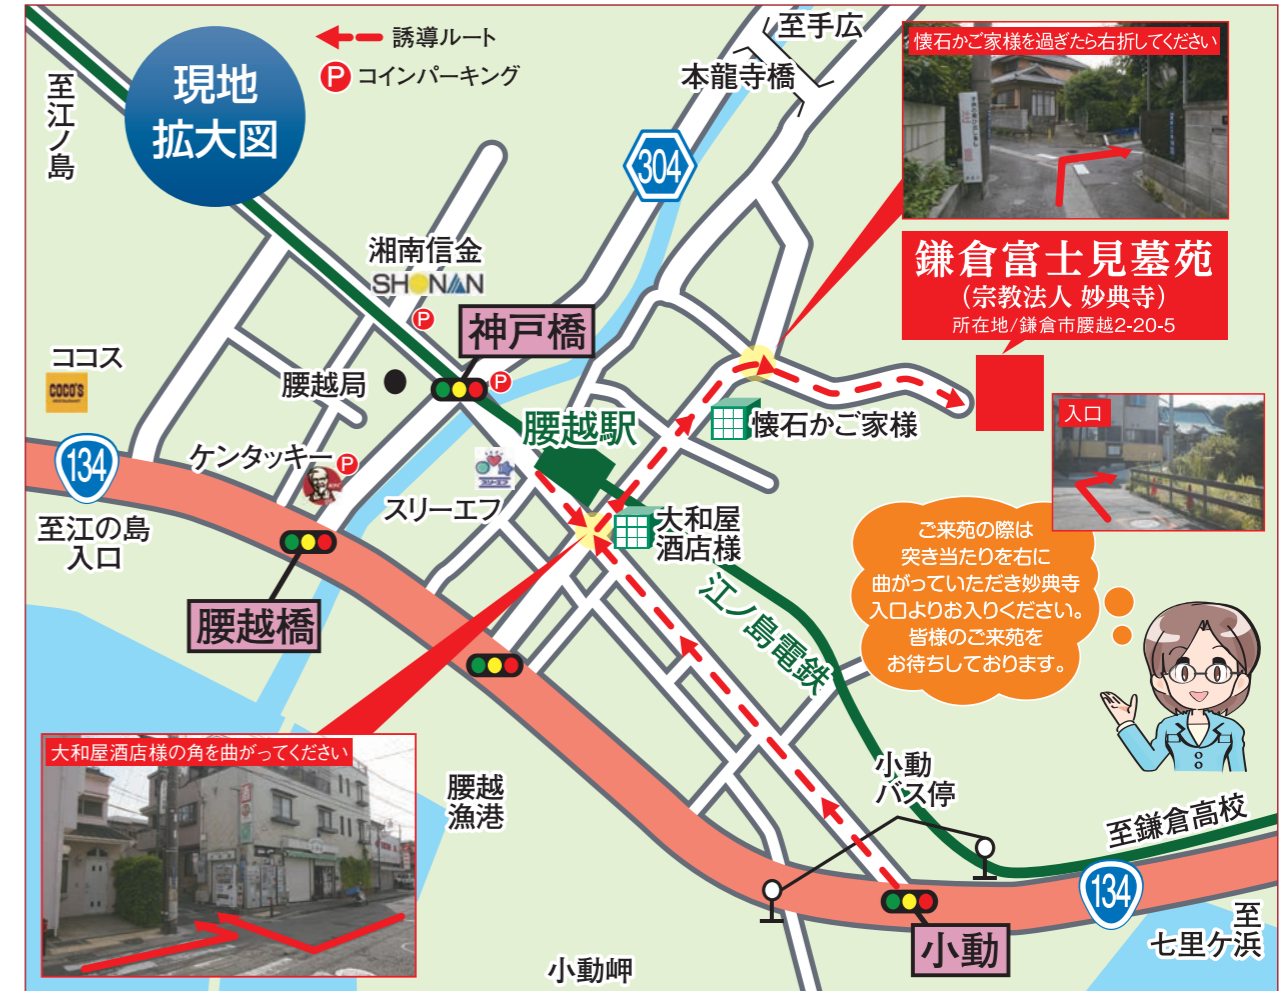 現地
拡大図
誘導ルート
P コインパーキング
至江ノ島
至手広
本龍寺橋
304
懐石かご家様を過ぎたら右折してください
鎌倉富士見墓苑
(宗教法人 妙典寺)
所在地/鎌倉市腰越2-20-5
湘南信金
SHONAN
P
神戸橋
P
ココス
COCO'S
RESTAURANT
腰越局
腰越駅
懐石かご家様
入口
134
ケンタッキー
P
KFC
スリーエフ
スリーエフ
大和屋
酒店様
至江の島
入口
腰越橋
江ノ島電鉄
ご来苑の際は
突き当たりを右に
曲がっていただき妙典寺
入口よりお入りください。
皆様のご来苑を
お待ちしております。
大和屋酒店様の角を曲がってください
腰越
漁港
小動
バス停
至鎌倉高校
134
小動
至
七里ケ浜
小動岬